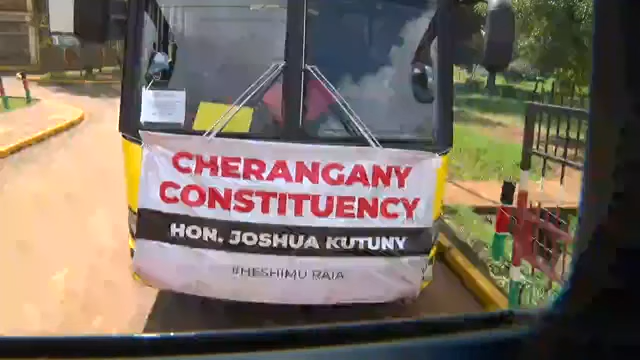 CHERANGANY
CONSTITUENCY
HON. JOSHUA KUTUNY
#HESHIMU RAIA